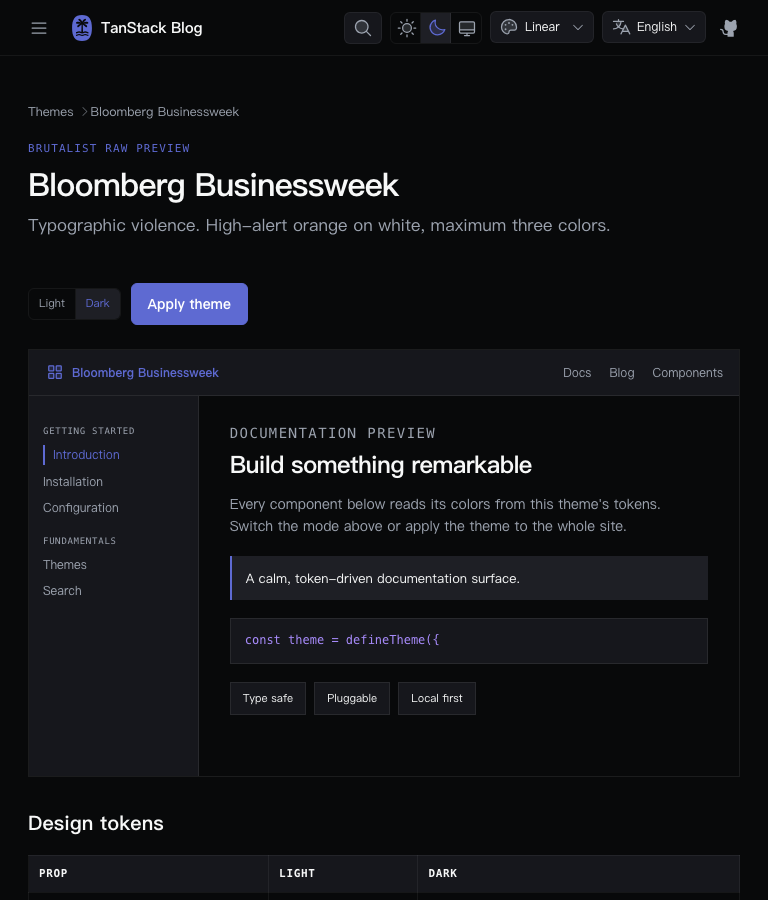 TanStack Blog
Linear
English
Themes > Bloomberg Businessweek
BRUTALIST RAW PREVIEW
Bloomberg Businessweek
Typographic violence. High-alert orange on white, maximum three colors.
Light
Dark
Apply theme
Bloomberg Businessweek
Docs
Blog
Components
GETTING STARTED
Introduction
Installation
Configuration
FUNDAMENTALS
Themes
Search
DOCUMENTATION PREVIEW
Build something remarkable
Every component below reads its colors from this theme's tokens.
Switch the mode above or apply the theme to the whole site.
A calm, token-driven documentation surface.
const theme = defineTheme({
Type safe
Pluggable
Local first
Design tokens
PROP
LIGHT
DARK